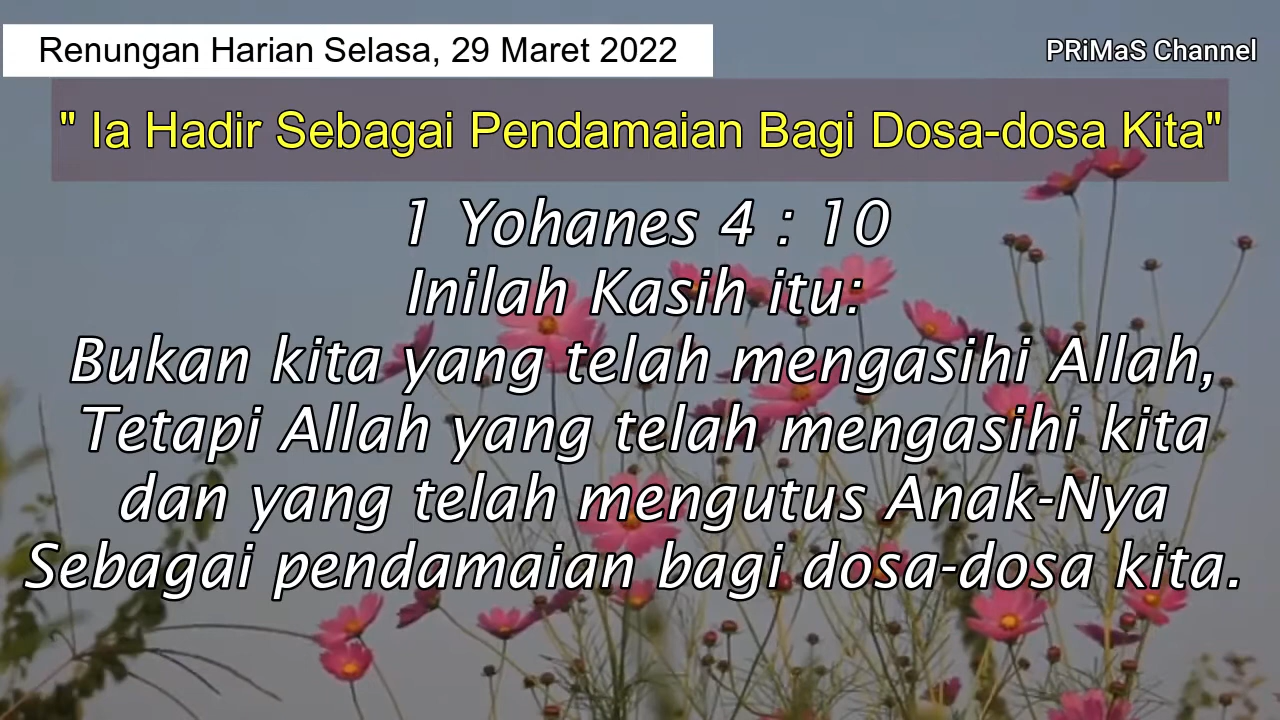 Renungan Harian Selasa, 29 Maret 2022
PRiMaS Channel
" Ia Hadir Sebagai Pendamaian Bagi Dosa-dosa Kita"
1 Yohanes 4 : 10
Inilah Kasih itu:
Bukan kita yang telah mengasihi Allah,
Tetapi Allah yang telah mengasihi kita
dan yang telah mengutus Anak-Nya
Sebagai pendamaian bagi dosa-dosa kita.